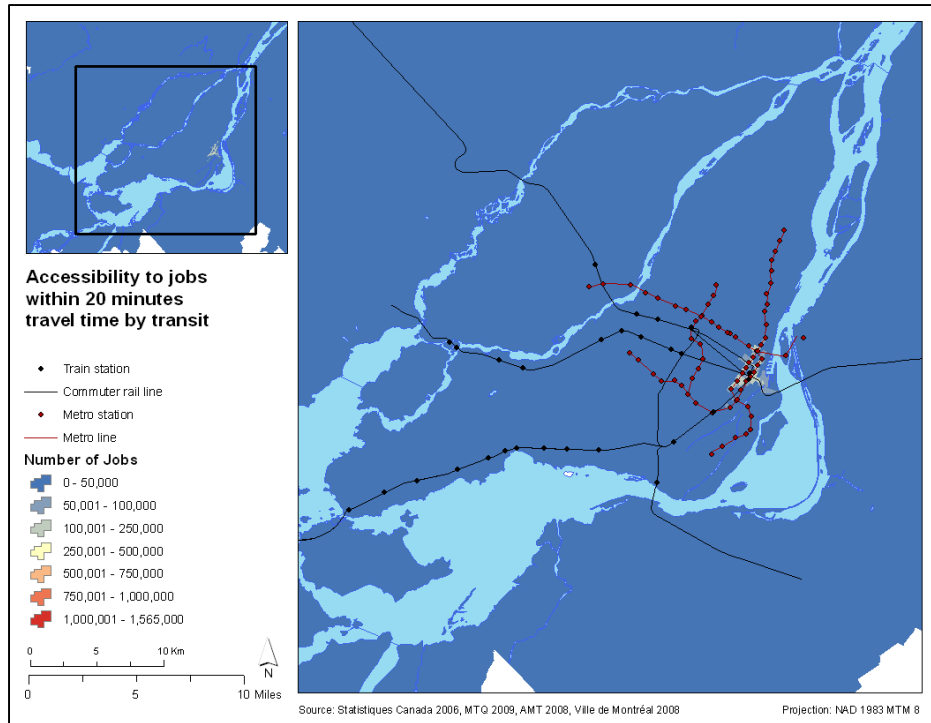 Accessibility to jobs
within 20 minutes
travel time by transit
Train station
Commuter rail line
Metro station
Metro line
Number of Jobs
0 - 50,000
50,001 - 100,000
100,001 - 250,000
250,001 - 500,000
500,001 - 750,000
750,001 - 1,000,000
1,000,001 - 1,565,000
0 5 10 Km
N
0 5 10 Miles
Source: Statistiques Canada 2006, MTQ 2009, AMT 2008, Ville de Montréal 2008
Projection: NAD 1983 MTM 8